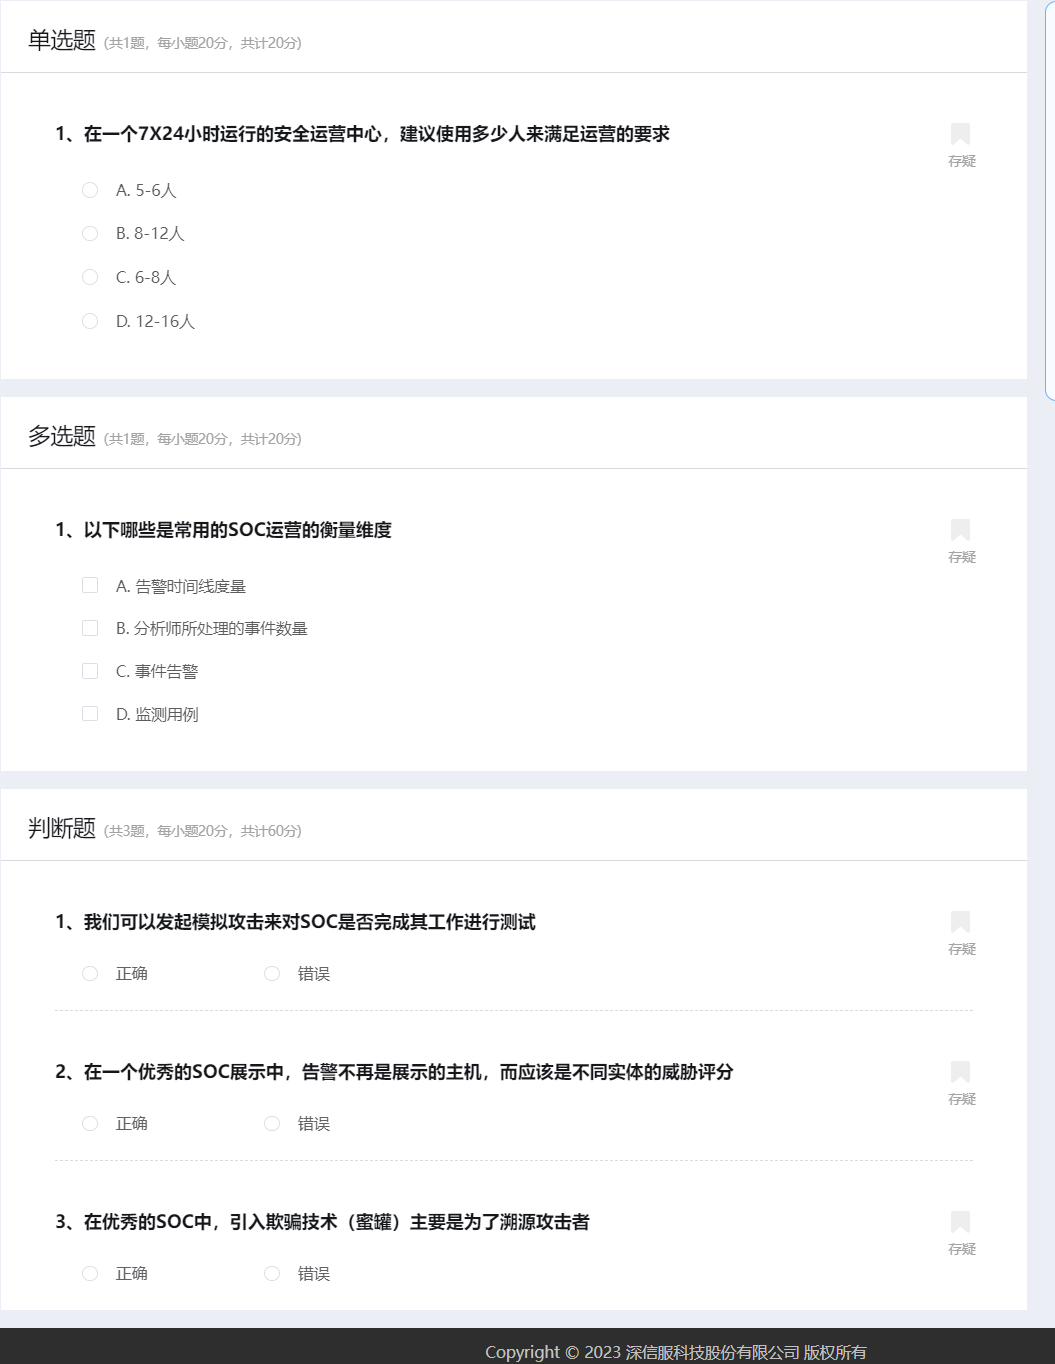 单选题 (共1题，每小题20分，共计20分)
1、在一个7X24小时运行的安全运营中心，建议使用多少人来满足运营的要求
存疑
A. 5-6人
B. 8-12人
C. 6-8人
D. 12-16人
多选题 (共1题，每小题20分，共计20分)
1、以下哪些是常用的SOC运营的衡量维度
存疑
A. 告警时间线度量
B. 分析师所处理的事件数量
C. 事件告警
D. 监测用例
判断题 (共3题，每小题20分，共计60分)
1、我们可以发起模拟攻击来对SOC是否完成其工作进行测试
存疑
正确 错误
2、在一个优秀的SOC展示中，告警不再是展示的主机，而应该是不同实体的威胁评分
存疑
正确 错误
3、在优秀的SOC中，引入欺骗技术（蜜罐）主要是为了溯源攻击者
存疑
正确 错误
Copyright © 2023 深信服科技股份有限公司 版权所有